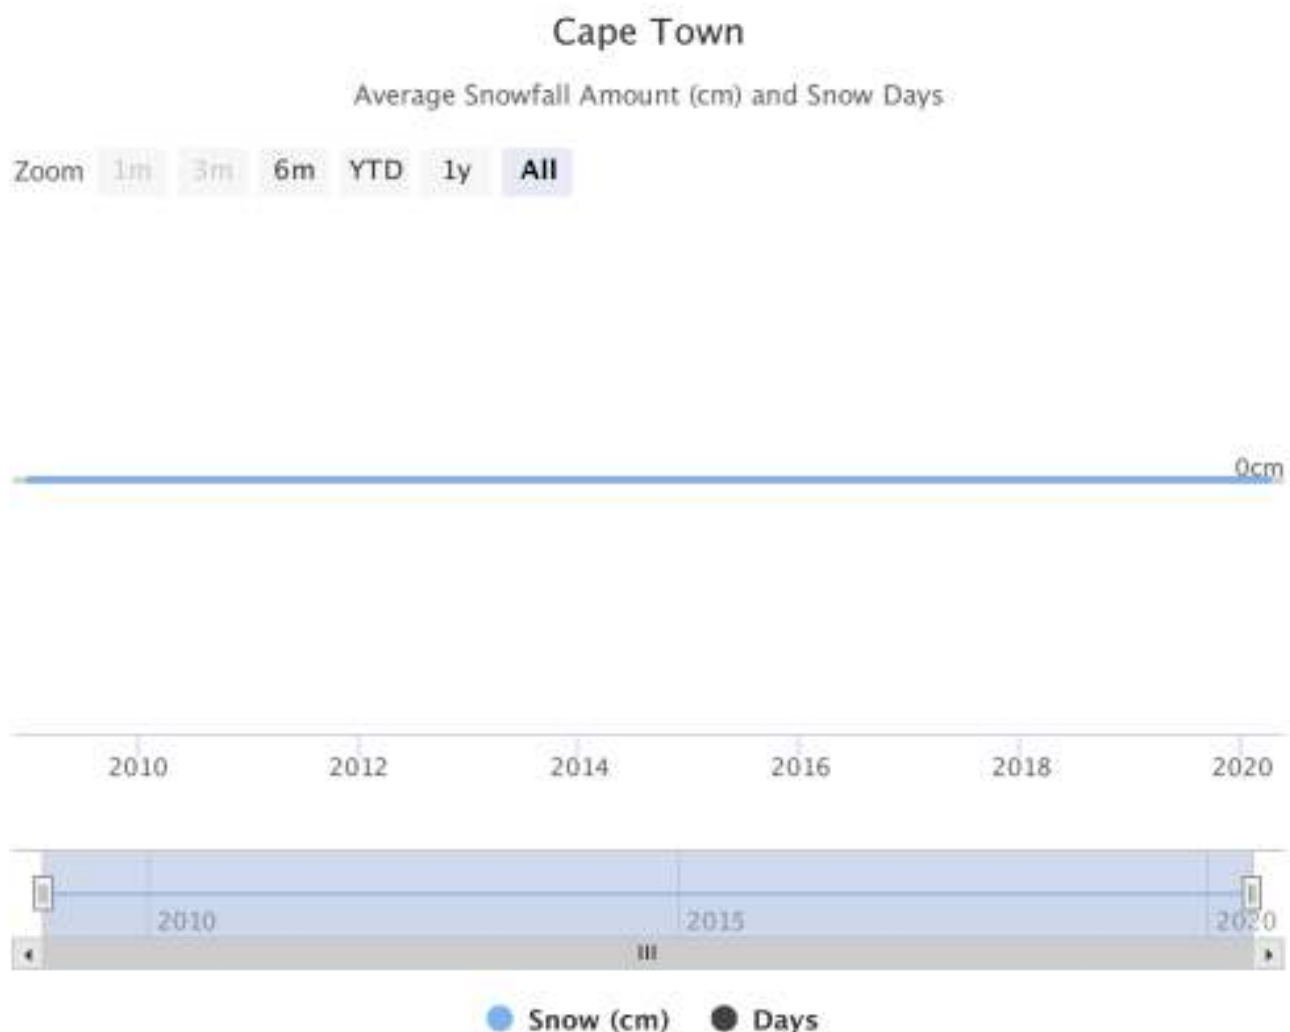 Cape Town
Average Snowfall Amount (cm) and Snow Days
Zoom 1m 3m 6m YTD 1y All
0cm
2010 2012 2014 2016 2018 2020
2010 2015 2020
Snow (cm) Days